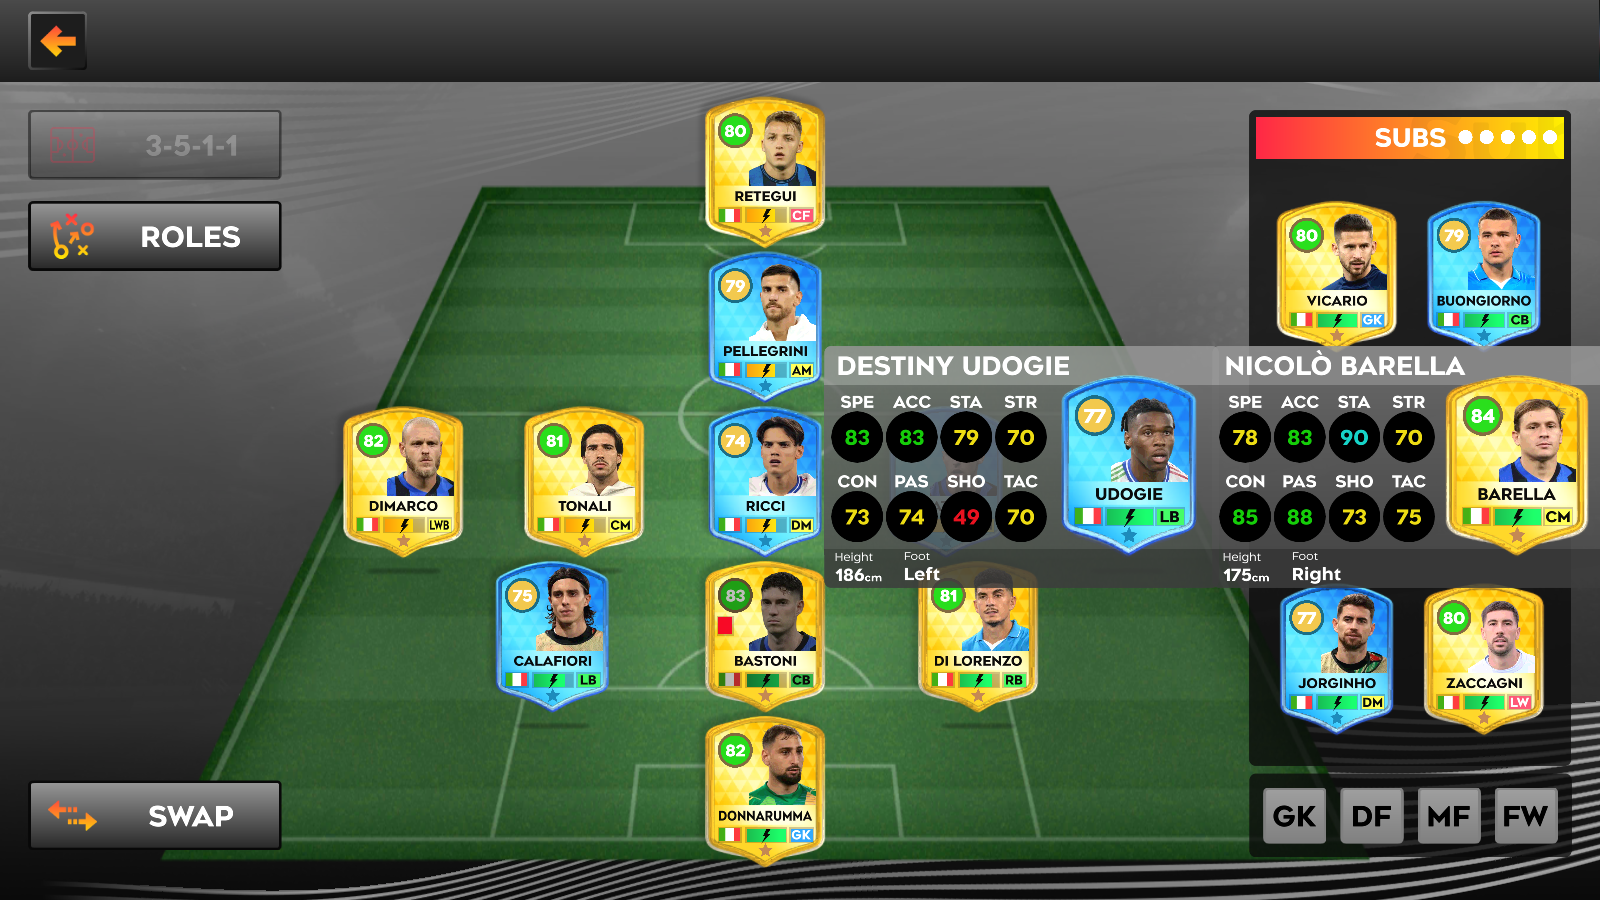 3-5-1-1
ROLES
SWAP
80
RETEGUI
CF
79
PELLEGRINI
AM
82
DIMARCO
LWB
81
TONALI
CM
74
RICCI
DM
75
CALAFIORI
LB
83
BASTONI
CB
81
DI LORENZO
RB
82
DONNARUMMA
GK
DESTINY UDOGIE
SPE ACC STA STR
83 83 79 70
CON PAS SHO TAC
73 74 49 70
Height Foot
186cm Left
77
UDOGIE
LB
NICOLÒ BARELLA
SPE ACC STA STR
78 83 90 70
CON PAS SHO TAC
85 88 73 75
Height Foot
175cm Right
84
BARELLA
CM
SUBS
80
VICARIO
GK
79
BUONGIORNO
CB
77
JORGINHO
DM
80
ZACCAGNI
LW
GK DF MF FW